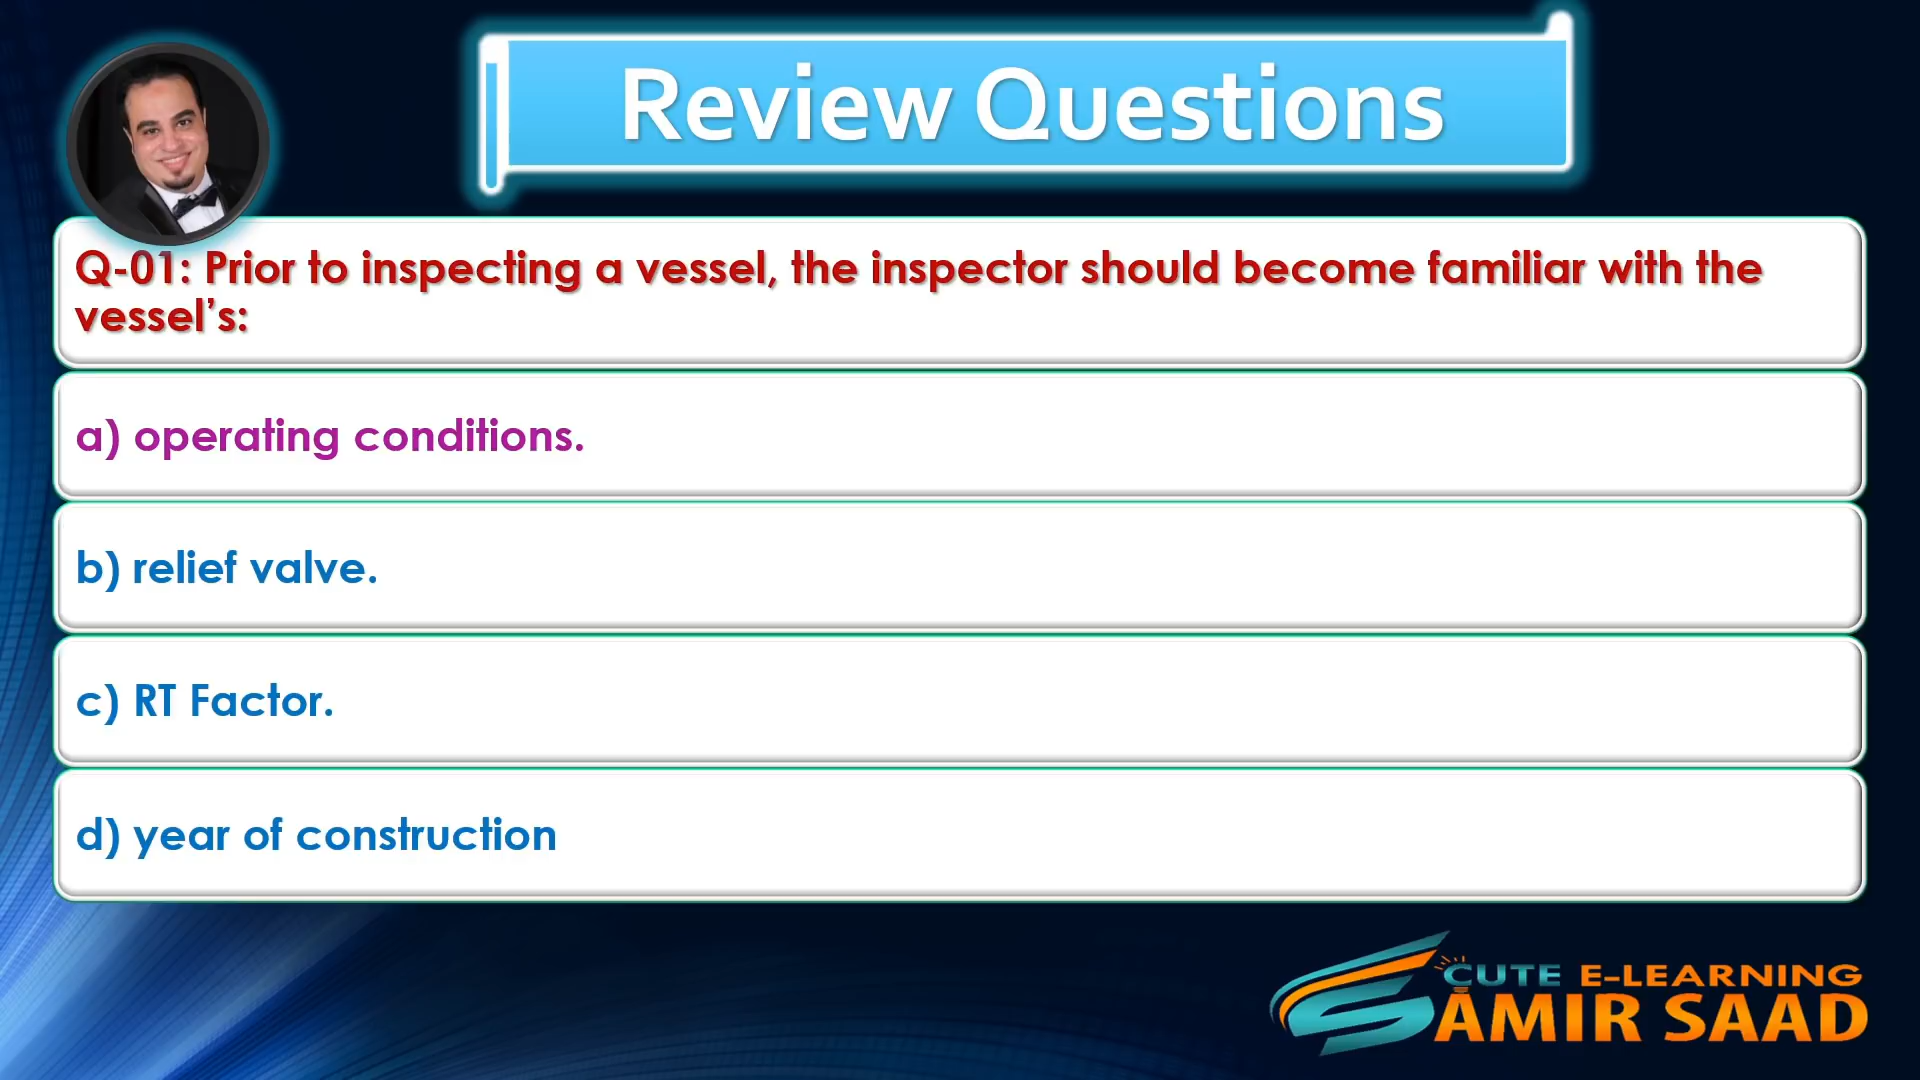 Review Questions
Q-01: Prior to inspecting a vessel, the inspector should become familiar with the
vessel’s:
a) operating conditions.
b) relief valve.
c) RT Factor.
d) year of construction
CUTE E-LEARNING
AMIR SAAD